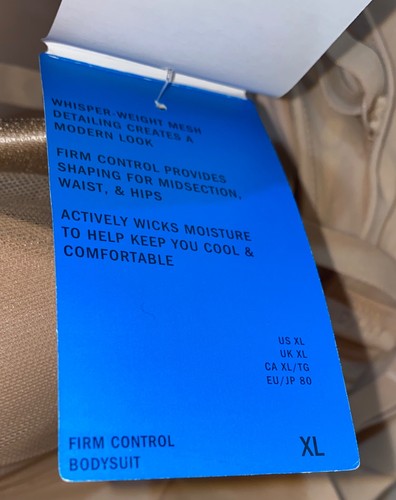 WHISPER-WEIGHT MESH
DETAILING CREATES A
MODERN LOOK
FIRM CONTROL PROVIDES
SHAPING FOR MIDSECTION,
WAIST, & HIPS
ACTIVELY WICKS MOISTURE
TO HELP KEEP YOU COOL &
COMFORTABLE
US XL
UK XL
CA XL/TG
EU/JP 80
FIRM CONTROL
BODYSUIT
XL